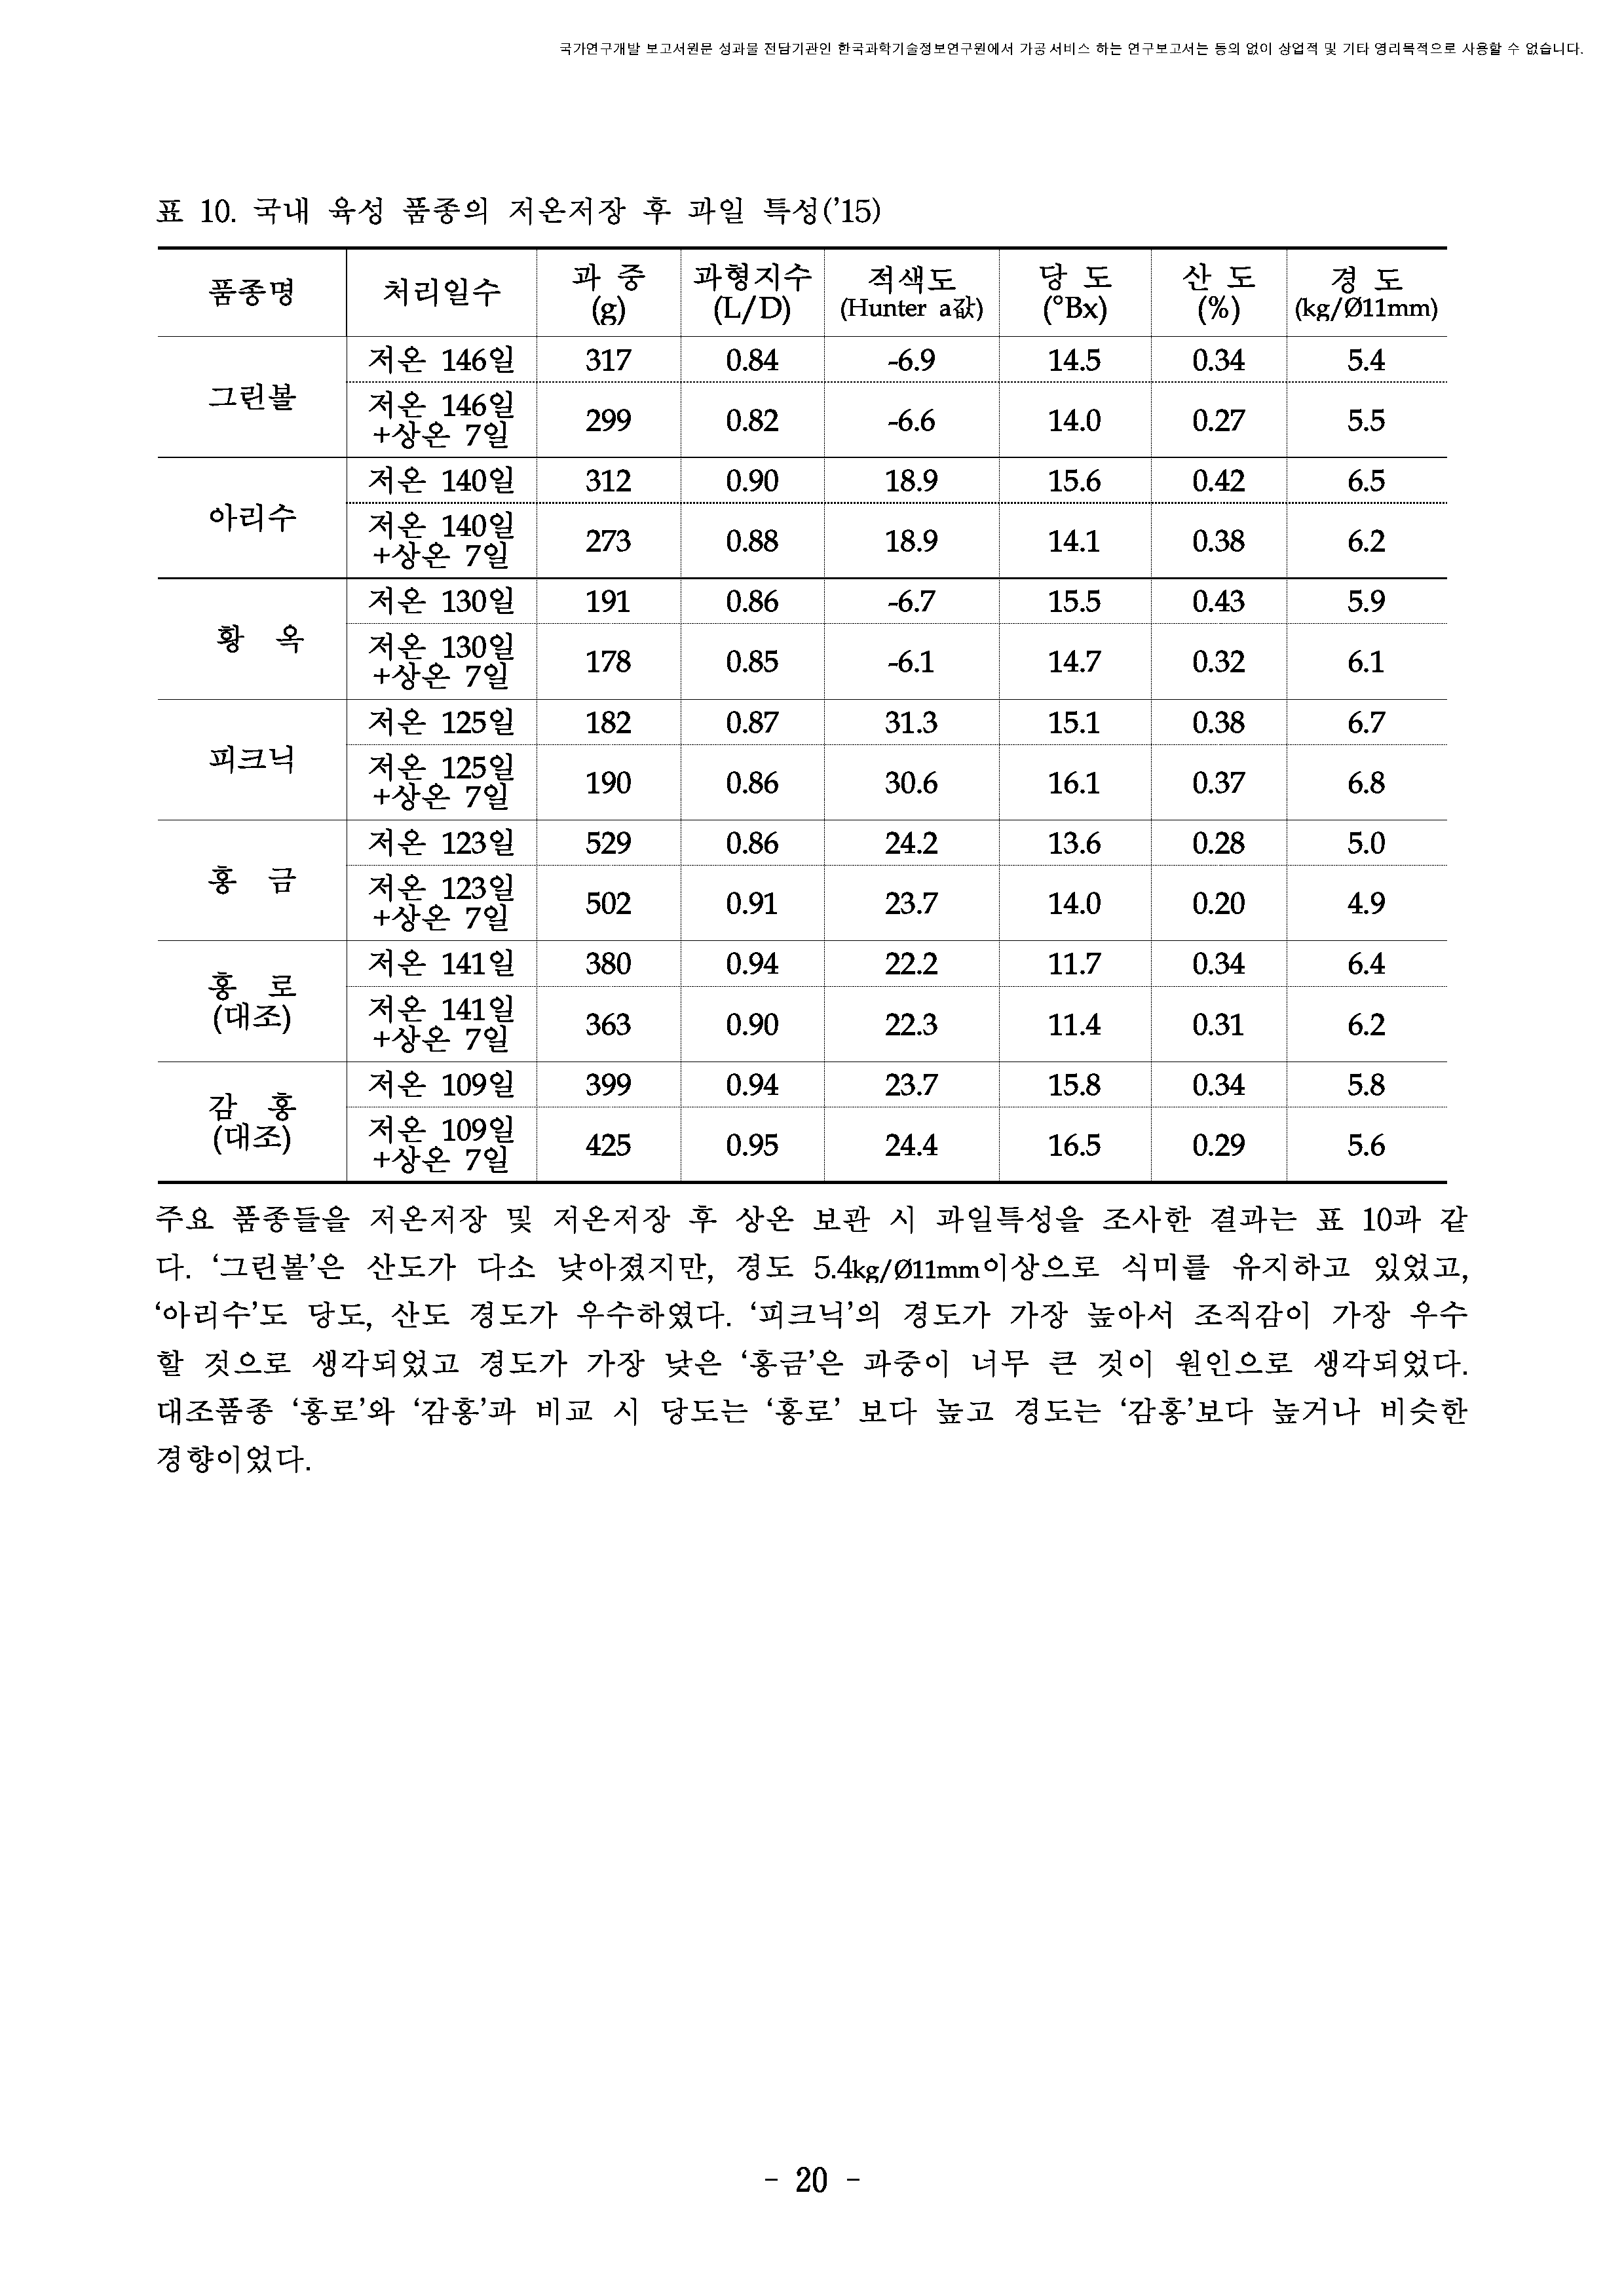 국가연구개발 보고서원문 성과물 전담기관인 한국과학기술정보연구원에서 가공·서비스 하는 연구보고서는 동의 없이 상업적 및 기타 영리목적으로 사용할 수 없습니다.
표 10. 국내 육성 품종의 저온저장 후 과일 특성('15)
품종명 처리일수 과 중 (g) 과형지수 (L/D) 적색도 (Hunter a값) 당 도 (°Bx) 산 도 (%) 경 도 (kg/Ø11mm)
그린볼 저온 146일 317 0.84 -6.9 14.5 0.34 5.4
저온 146일 +상온 7일 299 0.82 -6.6 14.0 0.27 5.5
아리수 저온 140일 312 0.90 18.9 15.6 0.42 6.5
저온 140일 +상온 7일 273 0.88 18.9 14.1 0.38 6.2
황 옥 저온 130일 191 0.86 -6.7 15.5 0.43 5.9
저온 130일 +상온 7일 178 0.85 -6.1 14.7 0.32 6.1
피크닉 저온 125일 182 0.87 31.3 15.1 0.38 6.7
저온 125일 +상온 7일 190 0.86 30.6 16.1 0.37 6.8
홍 금 저온 123일 529 0.86 24.2 13.6 0.28 5.0
저온 123일 +상온 7일 502 0.91 23.7 14.0 0.20 4.9
홍 로 (대조) 저온 141일 380 0.94 22.2 11.7 0.34 6.4
저온 141일 +상온 7일 363 0.90 22.3 11.4 0.31 6.2
감 홍 (대조) 저온 109일 399 0.94 23.7 15.8 0.34 5.8
저온 109일 +상온 7일 425 0.95 24.4 16.5 0.29 5.6
주요 품종들을 저온저장 및 저온저장 후 상온 보관 시 과일특성을 조사한 결과는 표 10과 같
다. '그린볼'은 산도가 다소 낮아졌지만, 경도 5.4kg/Ø11mm이상으로 식미를 유지하고 있었고,
'아리수'도 당도, 산도 경도가 우수하였다. '피크닉'의 경도가 가장 높아서 조직감이 가장 우수
할 것으로 생각되었고 경도가 가장 낮은 '홍금'은 과중이 너무 큰 것이 원인으로 생각되었다.
대조품종 '홍로'와 '감홍'과 비교 시 당도는 '홍로' 보다 높고 경도는 '감홍'보다 높거나 비슷한
경향이었다.
- 20 -